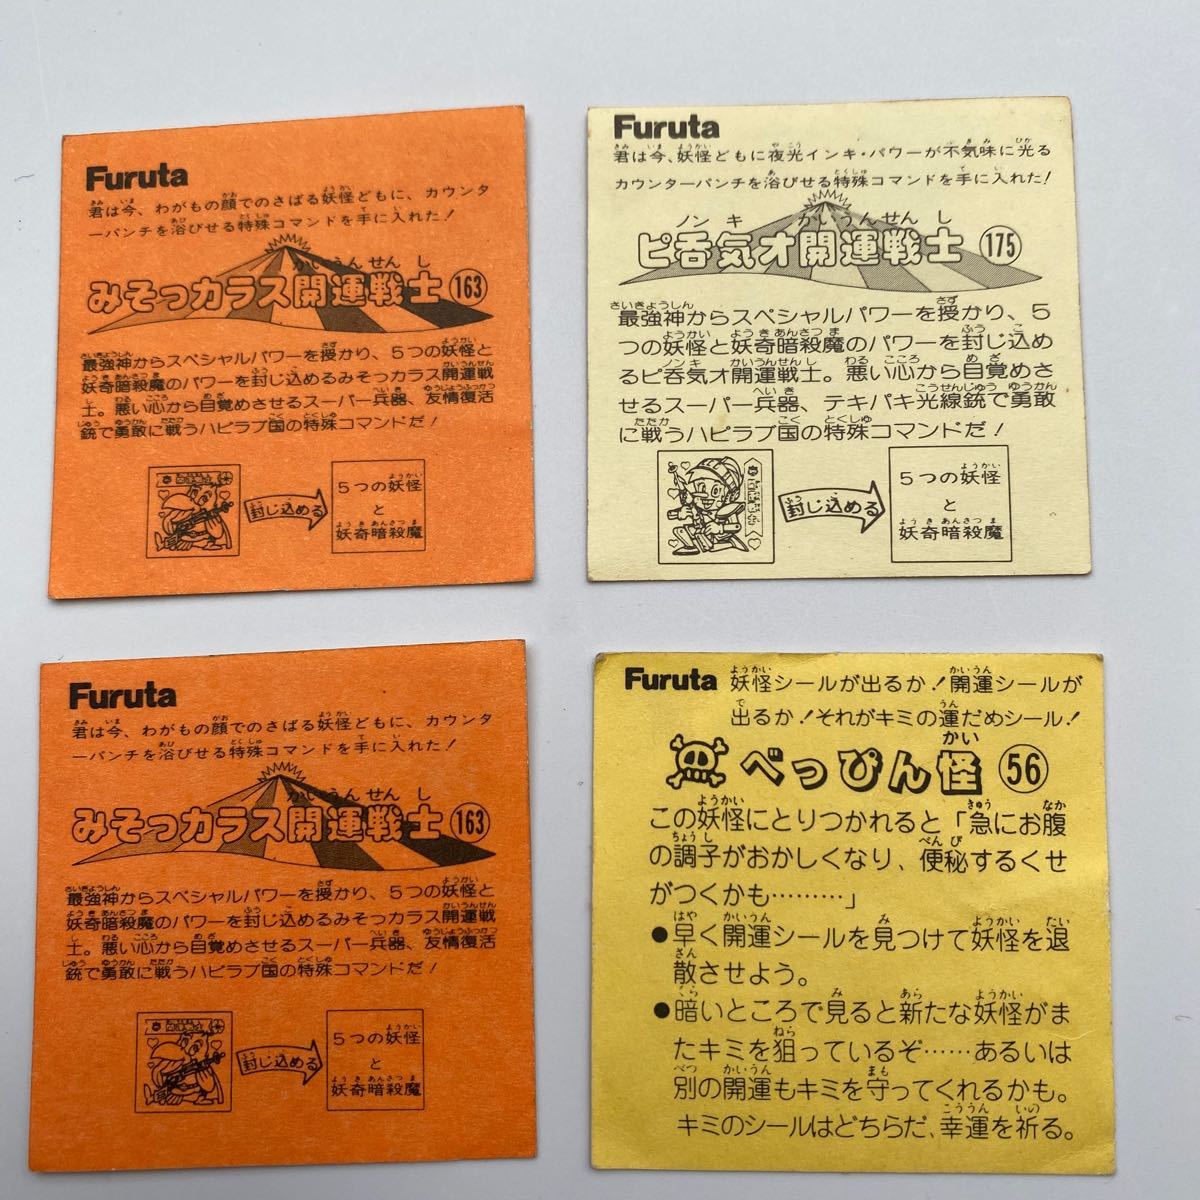 Furuta
君は今、わがもの顔でのさばる妖怪どもに、カウンタ
ーパンチを浴びせる特殊コマンドを手に入れた!
みそっカラス開運戦士 163
最強神からスペシャルパワーを授かり、5つの妖怪と
妖奇暗殺魔のパワーを封じ込めるみそっカラス開運戦
士。悪い心から目覚めさせるスーパー兵器、友情復活
銃で勇敢に戦うハピラブ国の特殊コマンドだ!
封じ込める
5つの妖怪
と
妖奇暗殺魔
Furuta
君は今、妖怪どもに夜光インキ・パワーが不気味に光る
カウンターパンチを浴びせる特殊コマンドを手に入れた!
ピ呑気オ開運戦士 175
最強神からスペシャルパワーを授かり、5
つの妖怪と妖奇暗殺魔のパワーを封じ込め
るピ呑気オ開運戦士。悪い心から目覚めさ
せるスーパー兵器、テキパキ光線銃で勇敢
に戦うハピラブ国の特殊コマンドだ!
封じ込める
5つの妖怪
と
妖奇暗殺魔
Furuta
君は今、わがもの顔でのさばる妖怪どもに、カウンタ
ーパンチを浴びせる特殊コマンドを手に入れた!
みそっカラス開運戦士 163
最強神からスペシャルパワーを授かり、5つの妖怪と
妖奇暗殺魔のパワーを封じ込めるみそっカラス開運戦
士。悪い心から目覚めさせるスーパー兵器、友情復活
銃で勇敢に戦うハピラブ国の特殊コマンドだ!
封じ込める
5つの妖怪
と
妖奇暗殺魔
Furuta 妖怪シールが出るか!開運シールが
出るか!それがキミの運だめシール!
べっぴん怪 56
この妖怪にとりつかれると「急にお腹
の調子がおかしくなり、便秘するくせ
がつくかも………」
●早く開運シールを見つけて妖怪を退
散させよう。
●暗いところで見ると新たな妖怪がま
たキミを狙っているぞ……あるいは
別の開運もキミを守ってくれるかも。
キミのシールはどちらだ、幸運を祈る。